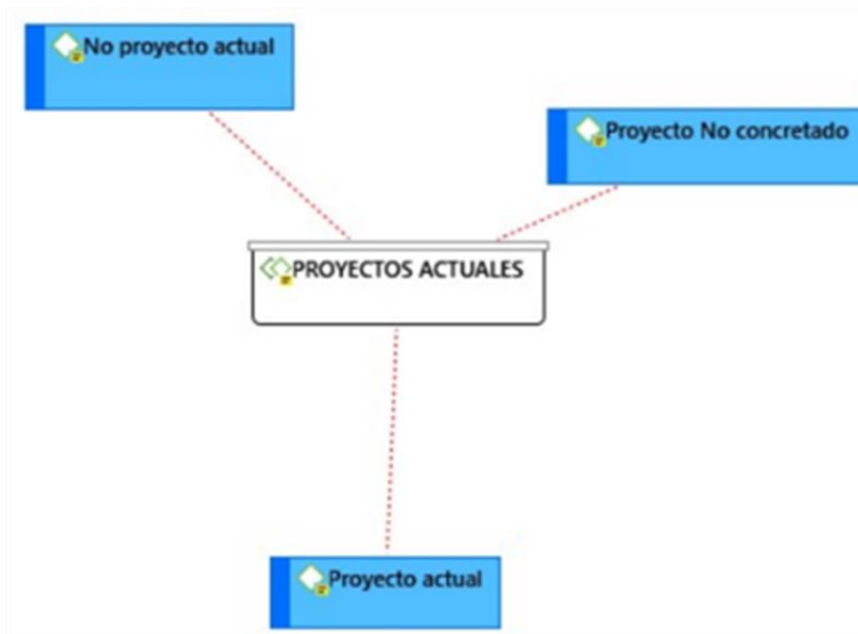 No proyecto actual
Proyecto No concretado
PROYECTOS ACTUALES
Proyecto actual